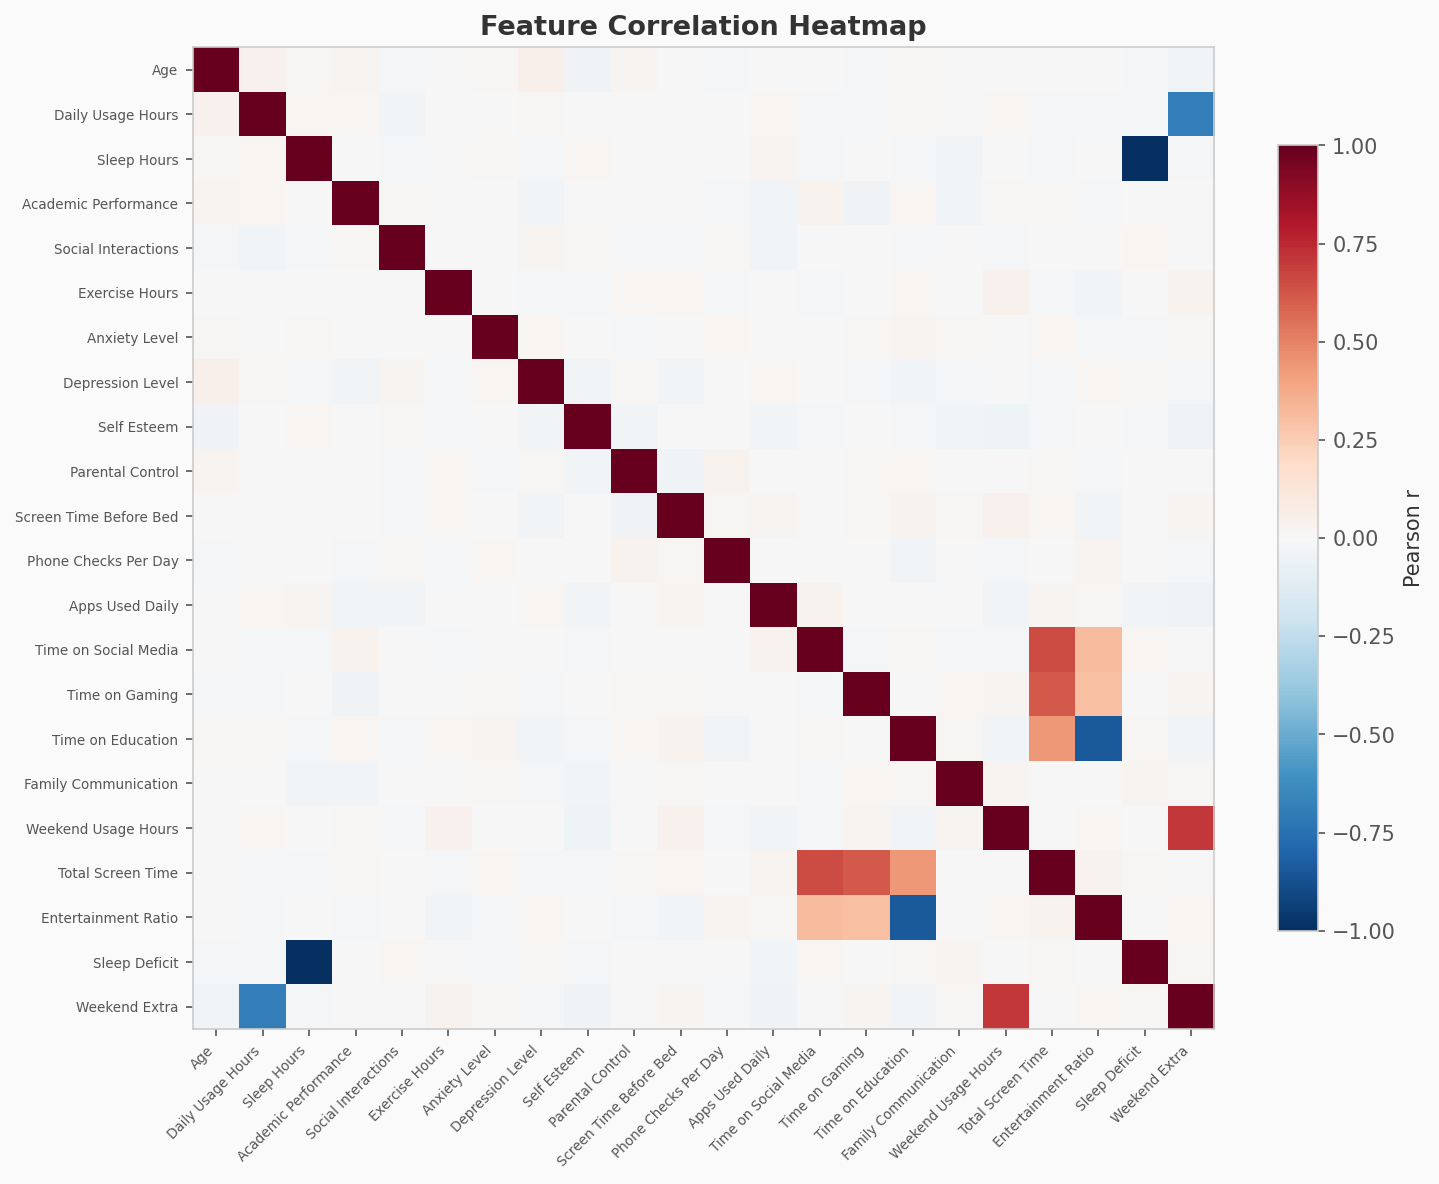 Feature Correlation Heatmap
Age
Daily Usage Hours
Sleep Hours
Academic Performance
Social Interactions
Exercise Hours
Anxiety Level
Depression Level
Self Esteem
Parental Control
Screen Time Before Bed
Phone Checks Per Day
Apps Used Daily
Time on Social Media
Time on Gaming
Time on Education
Family Communication
Weekend Usage Hours
Total Screen Time
Entertainment Ratio
Sleep Deficit
Weekend Extra
Age
Daily Usage Hours
Sleep Hours
Academic Performance
Social Interactions
Exercise Hours
Anxiety Level
Depression Level
Self Esteem
Parental Control
Screen Time Before Bed
Phone Checks Per Day
Apps Used Daily
Time on Social Media
Time on Gaming
Time on Education
Family Communication
Weekend Usage Hours
Total Screen Time
Entertainment Ratio
Sleep Deficit
Weekend Extra
1.00
0.75
0.50
0.25
0.00
−0.25
−0.50
−0.75
−1.00
Pearson r